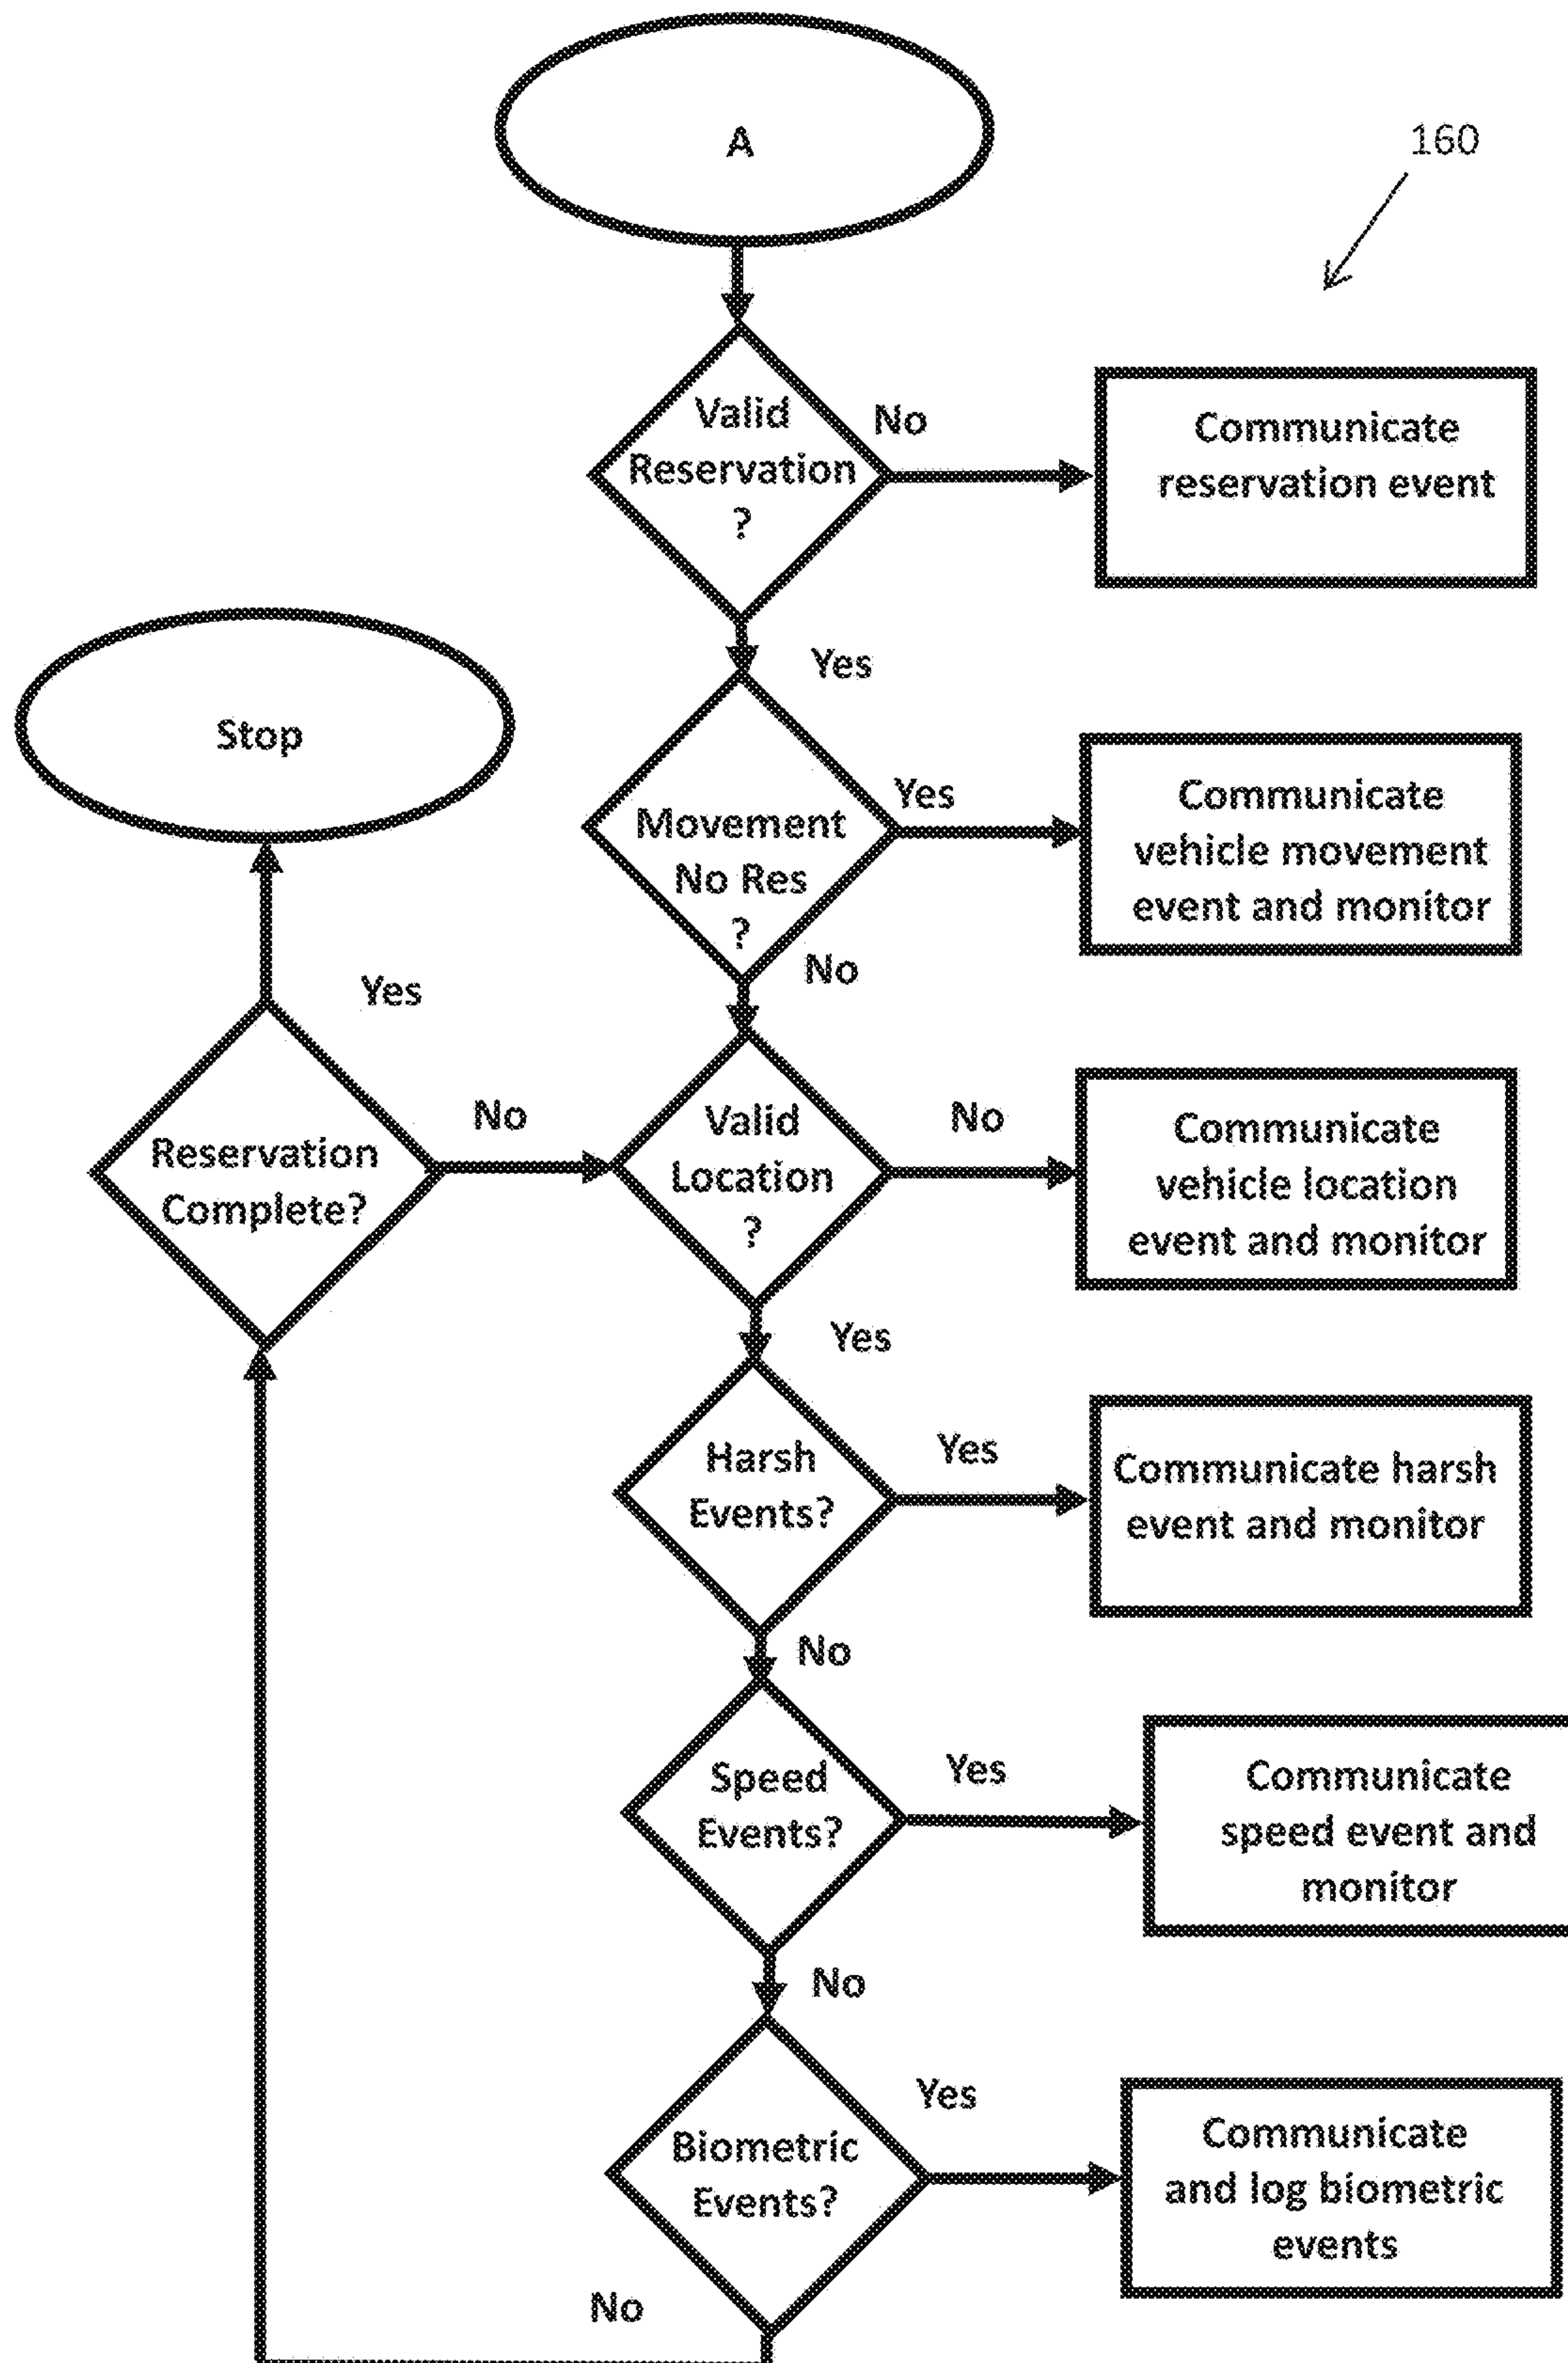 A
160
Valid
Reservation
?
No
Communicate
reservation event
Yes
Stop
Movement
No Res
?
Yes
Communicate
vehicle movement
event and monitor
No
Yes
Reservation
Complete?
No
Valid
Location
?
No
Communicate
vehicle location
event and monitor
Yes
Harsh
Events?
Yes
Communicate harsh
event and monitor
No
Speed
Events?
Yes
Communicate
speed event and
monitor
No
Biometric
Events?
Yes
Communicate
and log biometric
events
No